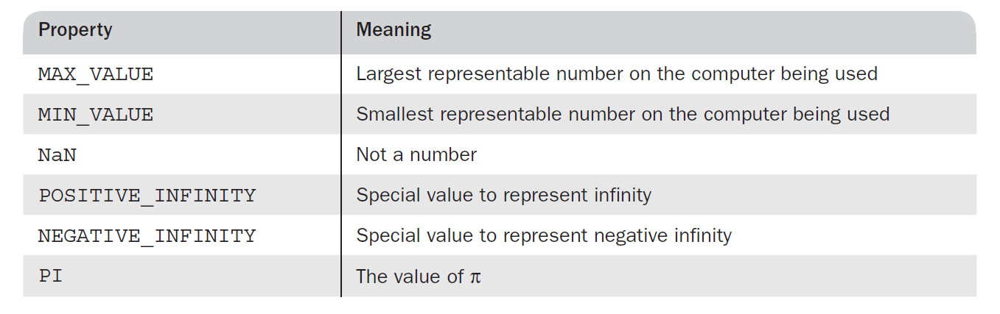 Property Meaning
MAX_VALUE Largest representable number on the computer being used
MIN_VALUE Smallest representable number on the computer being used
NaN Not a number
POSITIVE_INFINITY Special value to represent infinity
NEGATIVE_INFINITY Special value to represent negative infinity
PI The value of π